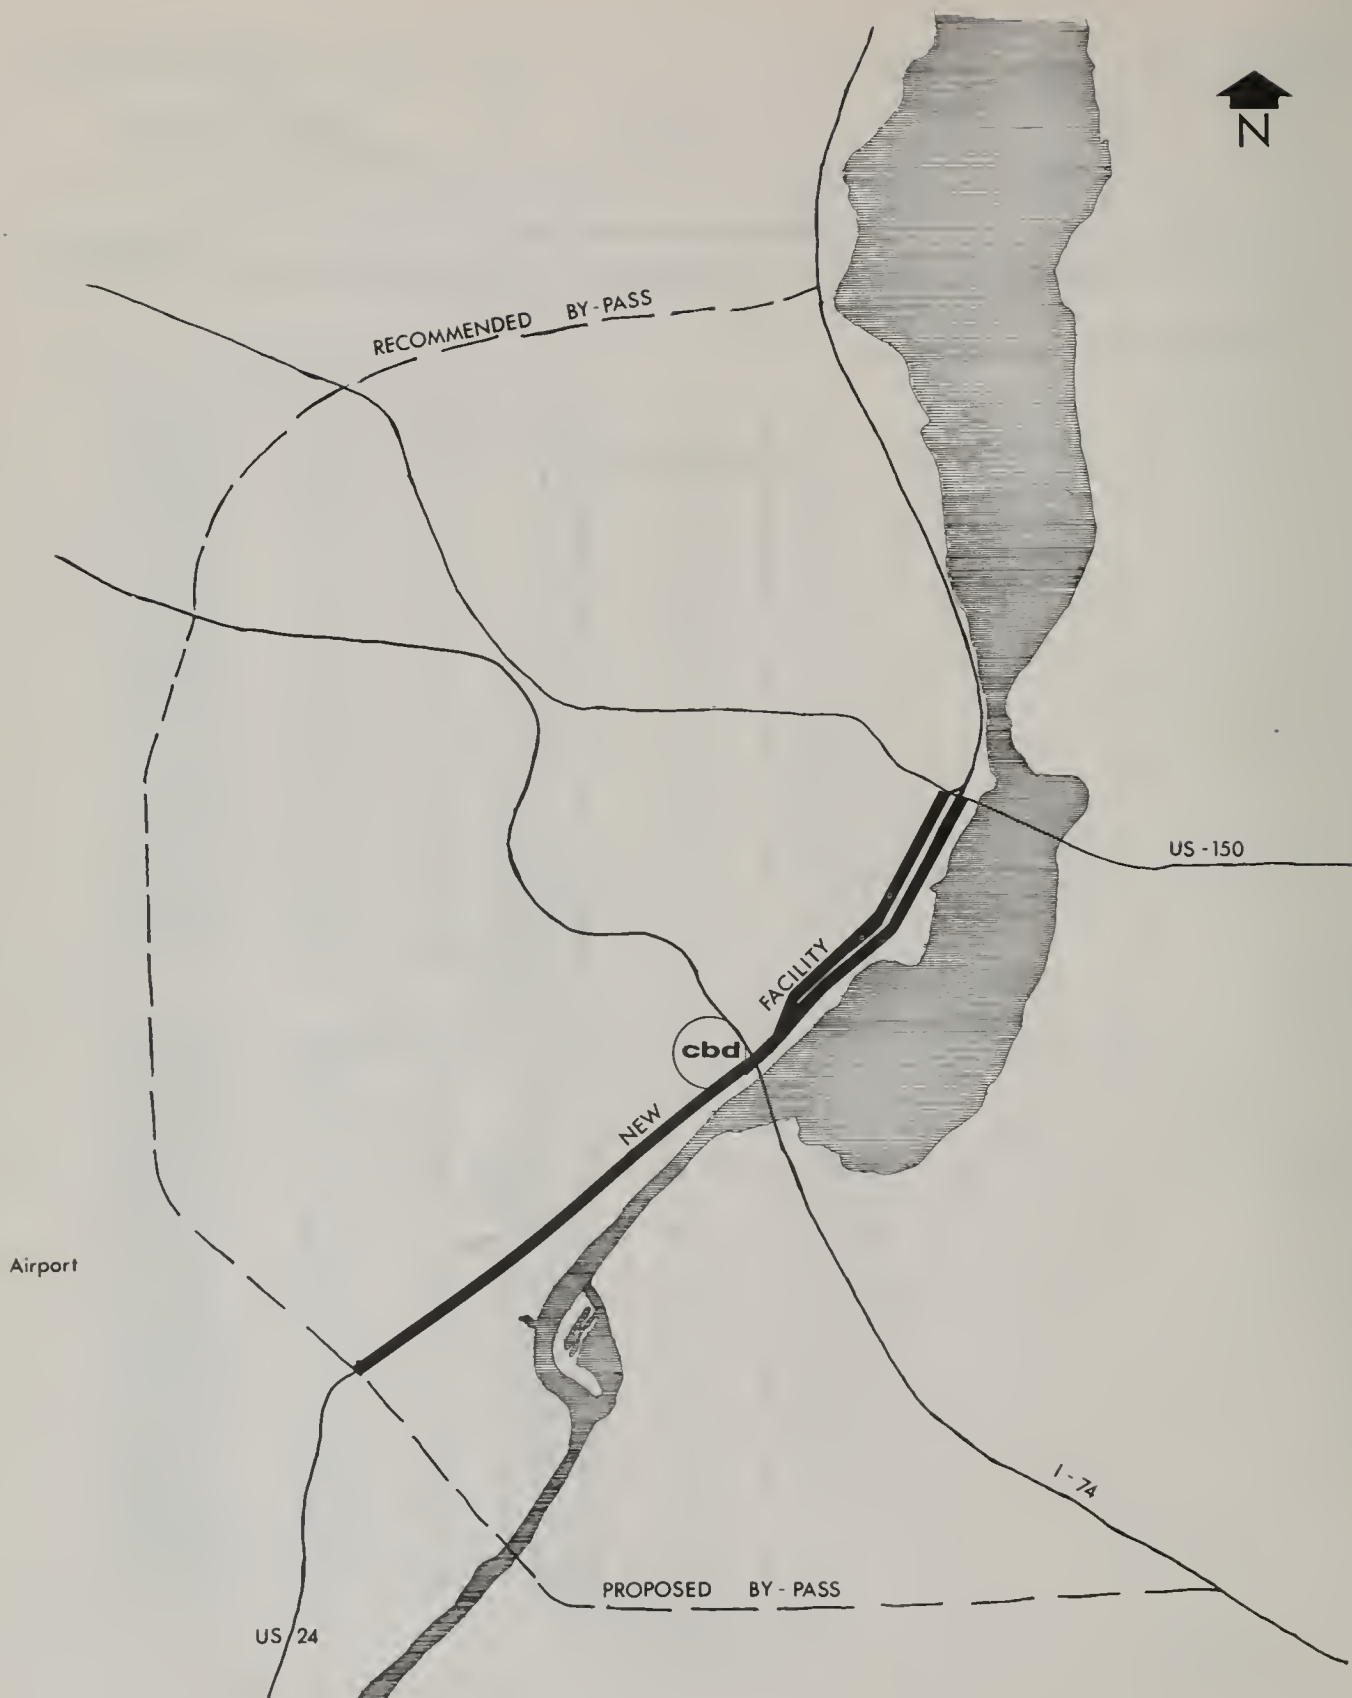 N
RECOMMENDED BY-PASS
US-150
FACILITY
cbd
NEW
Airport
I-74
PROPOSED BY-PASS
US 24